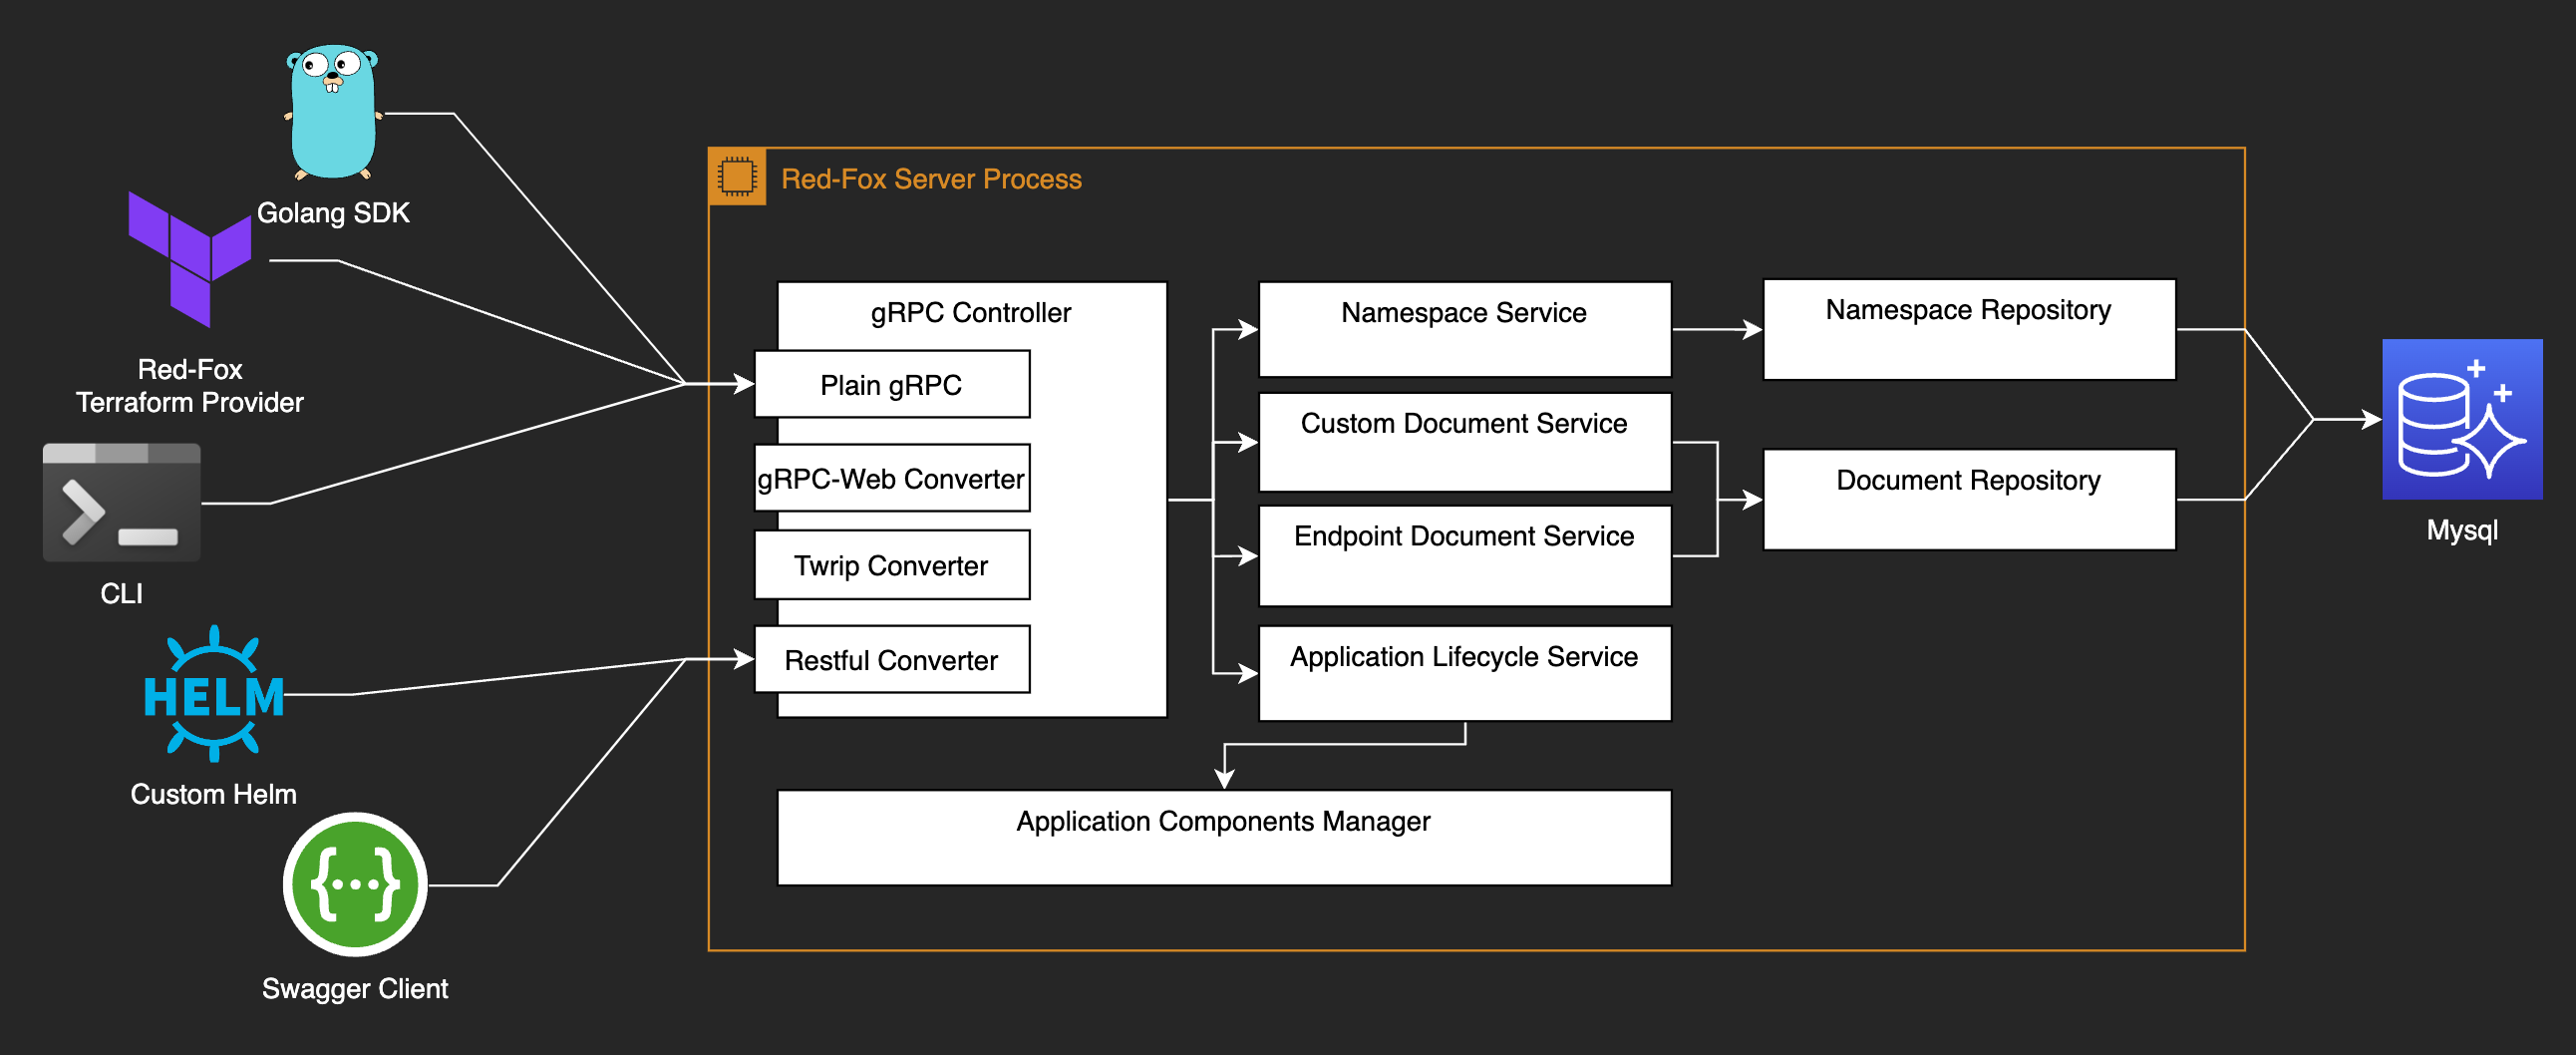 Golang SDK
Red-Fox
Terraform Provider
CLI
HELM
Custom Helm
{...}
Swagger Client
Red-Fox Server Process
gRPC Controller
Plain gRPC
gRPC-Web Converter
Twrip Converter
Restful Converter
Namespace Service
Custom Document Service
Endpoint Document Service
Application Lifecycle Service
Application Components Manager
Namespace Repository
Document Repository
Mysql